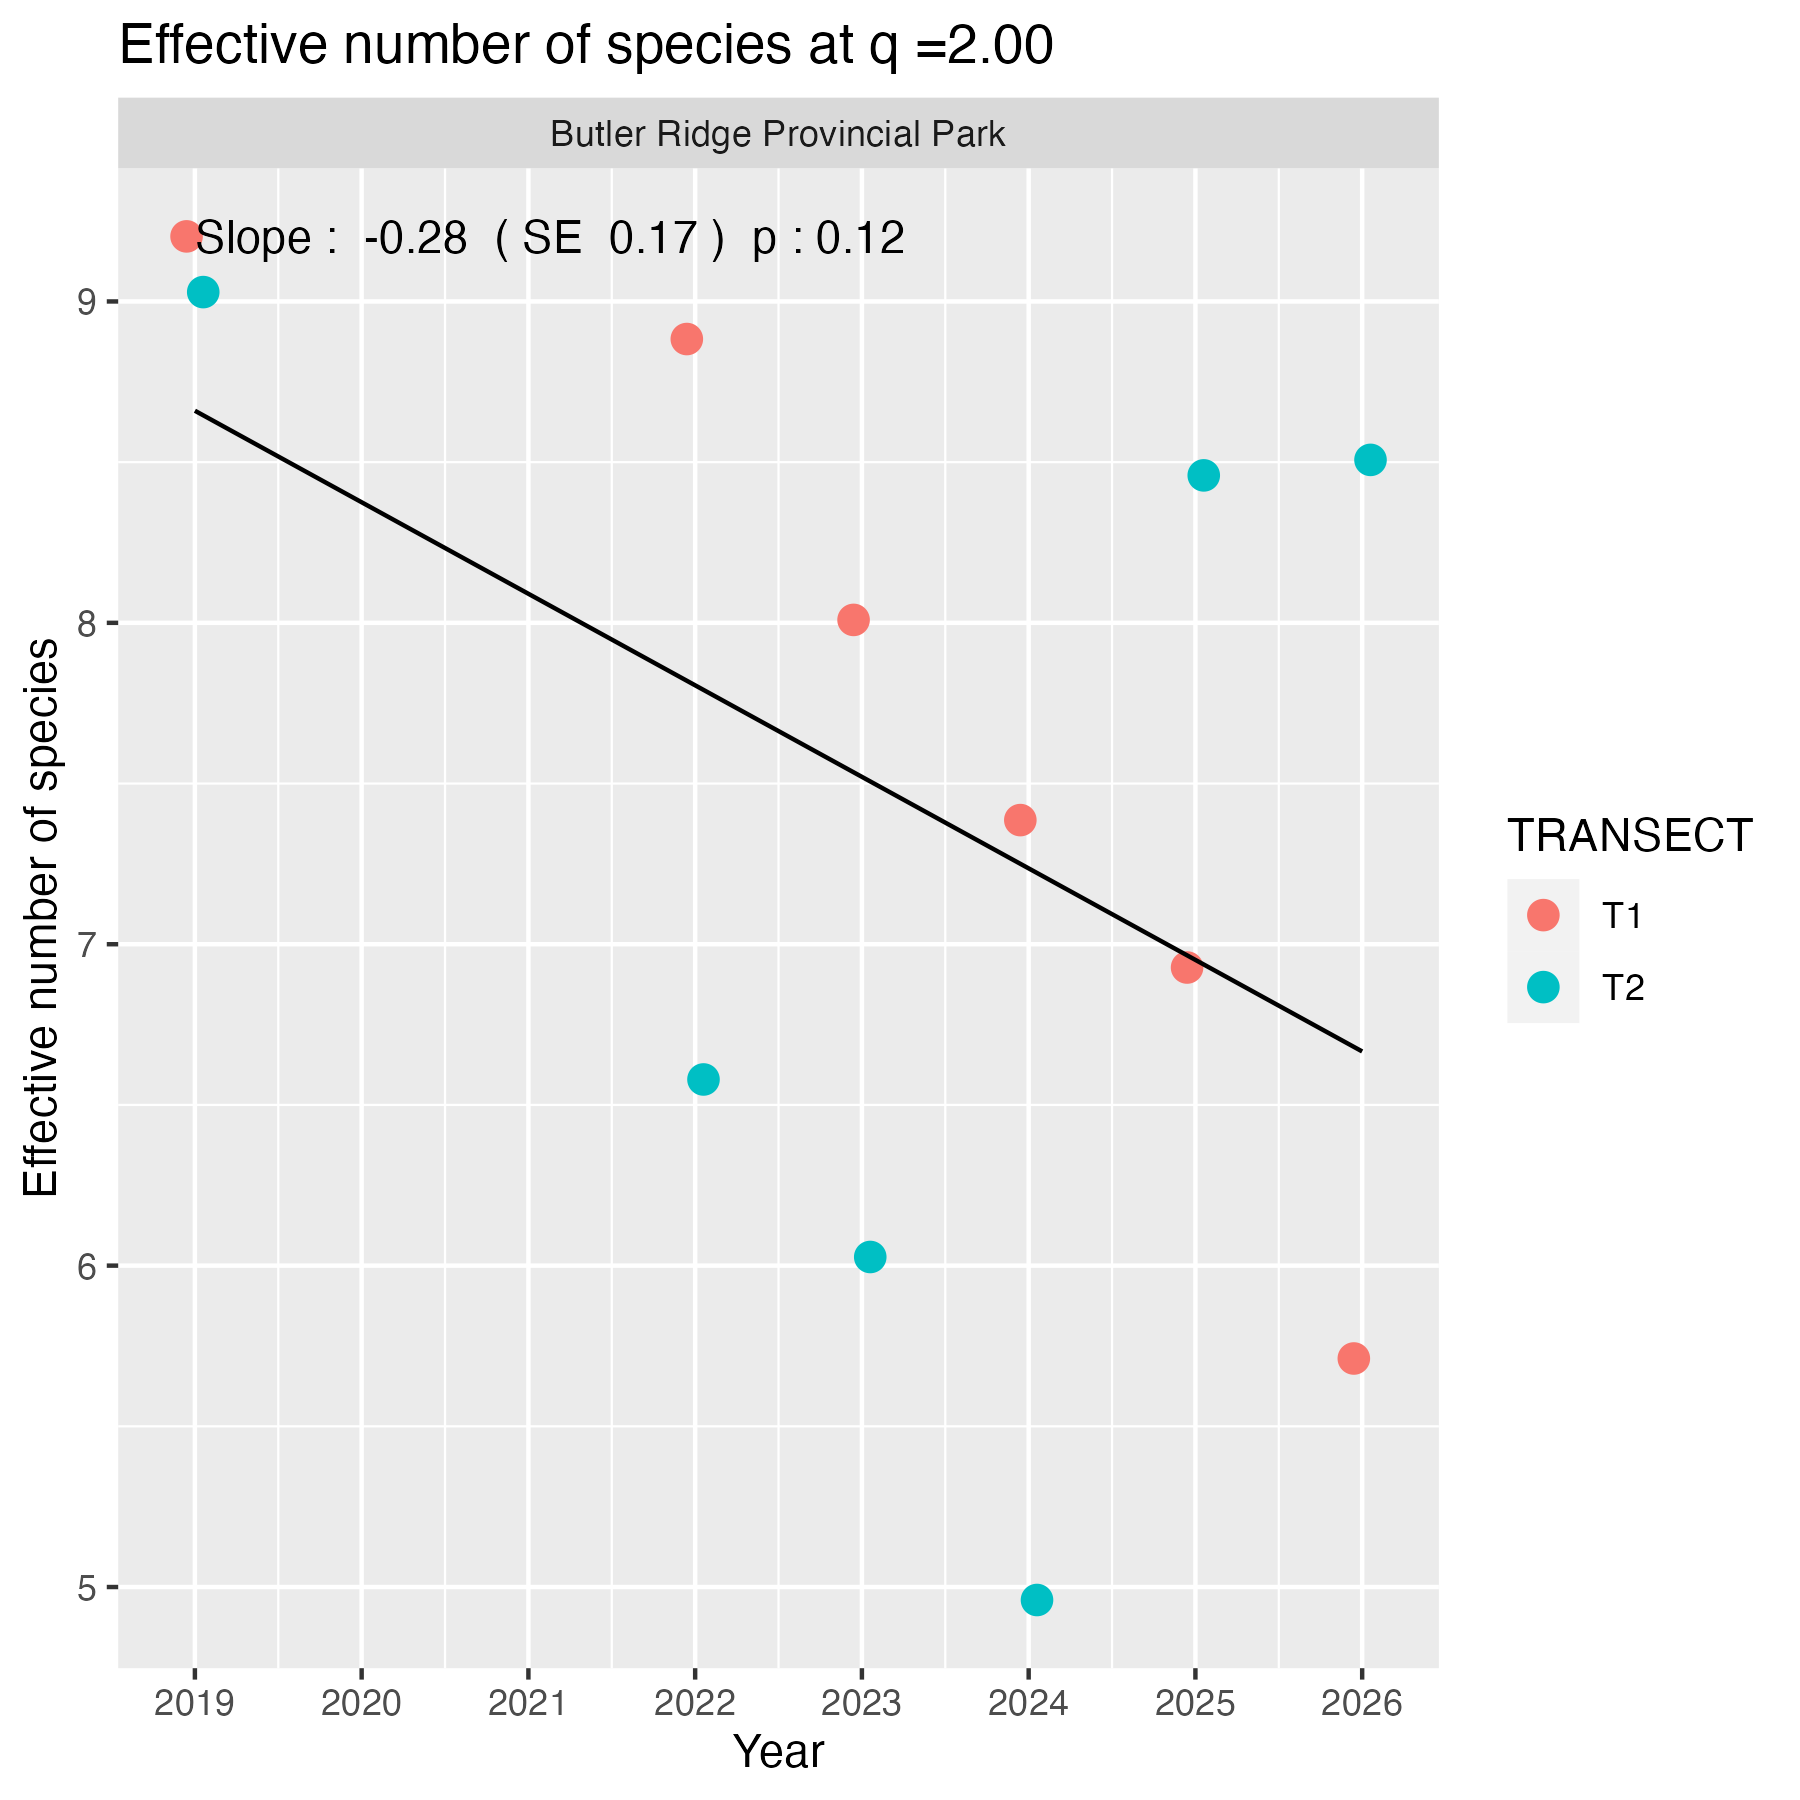 Effective number of species at q =2.00
Butler Ridge Provincial Park
Slope :  -0.28  ( SE  0.17 )  p : 0.12
Effective number of species
9
8
7
6
5
2019 2020 2021 2022 2023 2024 2025 2026
Year
TRANSECT
T1
T2